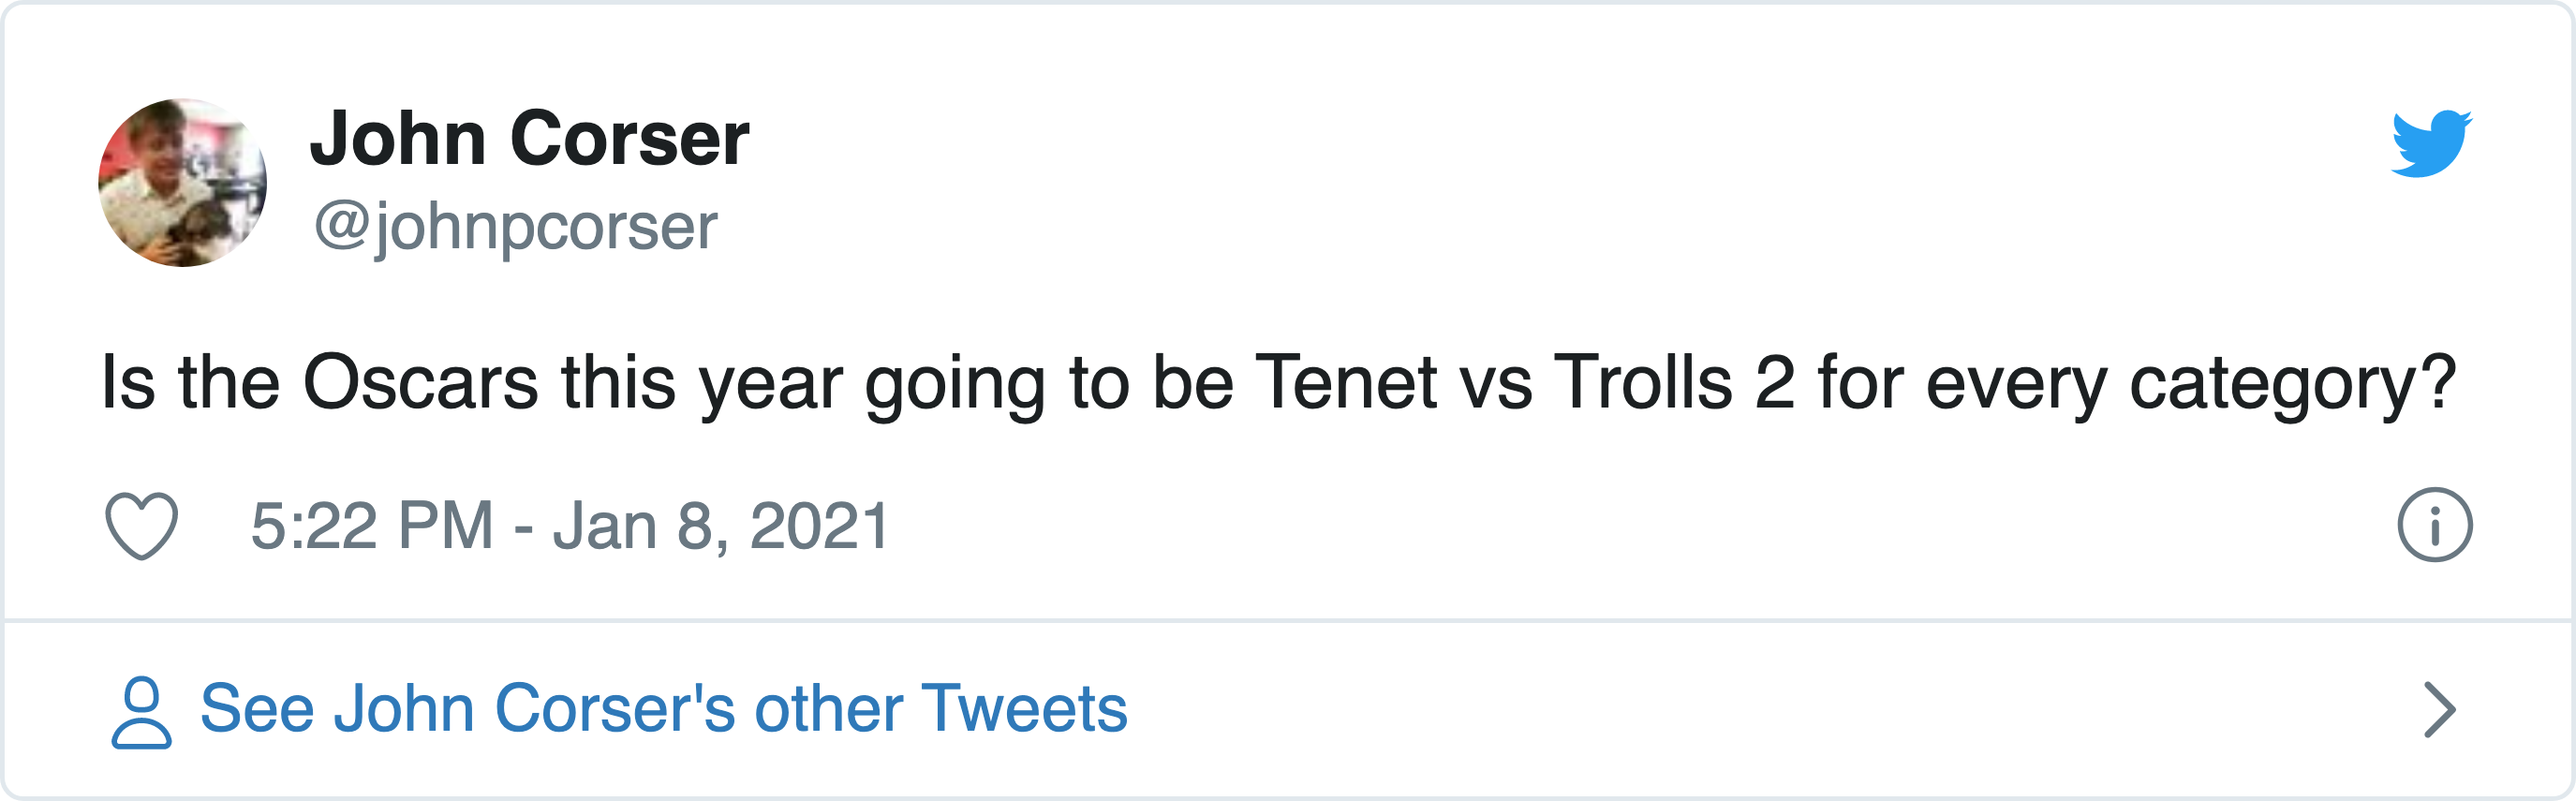 John Corser
@johnpcorser
Is the Oscars this year going to be Tenet vs Trolls 2 for every category?
5:22 PM - Jan 8, 2021
See John Corser's other Tweets